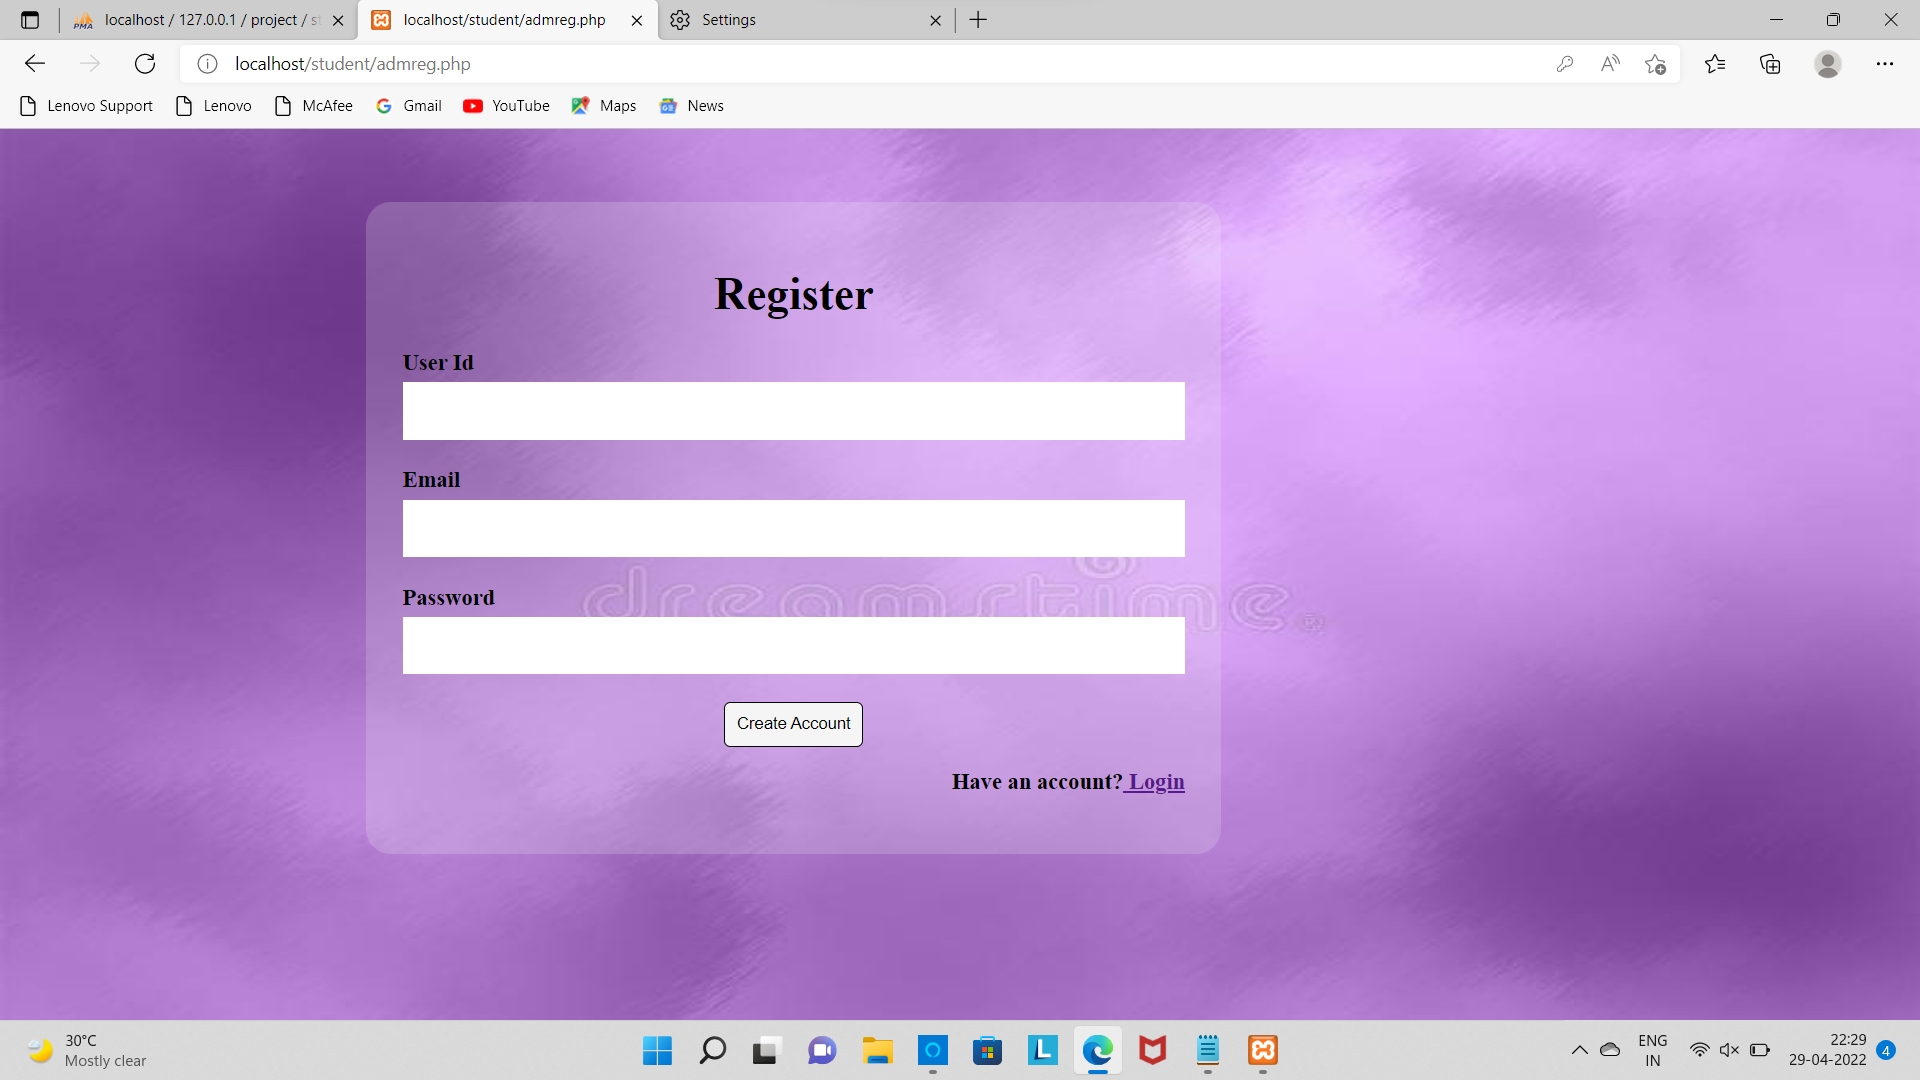 localhost / 127.0.0.1 / project / s
localhost/student/admreg.php
Settings
localhost/student/admreg.php
Lenovo Support
Lenovo
McAfee
Gmail
YouTube
Maps
News
Register
User Id
Email
Password
dreamstime
Create Account
Have an account? Login
30°C
Mostly clear
ENG
IN
22:29
29-04-2022
4